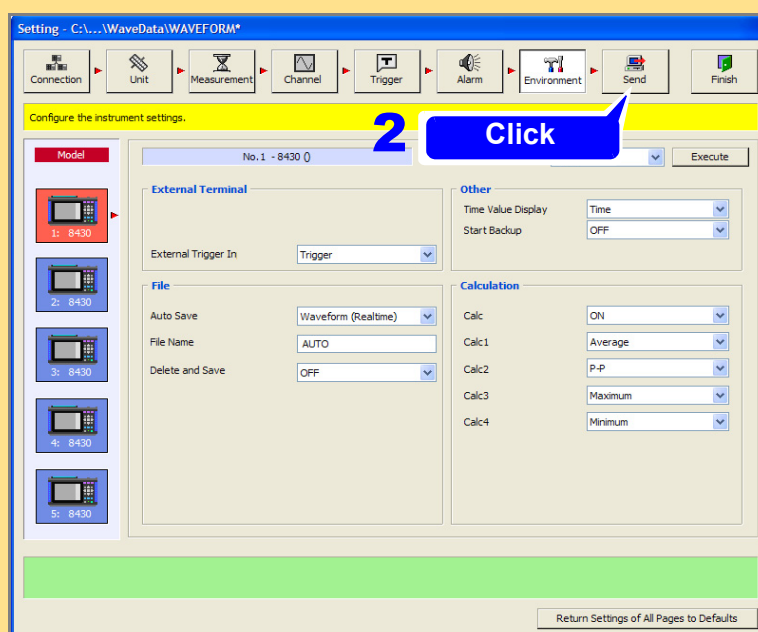 Setting - C:\...\WaveData\WAVEFORM*
Connection Unit Measurement Channel Trigger Alarm Environment Send Finish
Configure the instrument settings.
2 Click
Model
No.1 - 8430 ()
Execute
1: 8430
2: 8430
3: 8430
4: 8430
5: 8430
External Terminal
External Trigger In Trigger
File
Auto Save Waveform (Realtime)
File Name AUTO
Delete and Save OFF
Other
Time Value Display Time
Start Backup OFF
Calculation
Calc ON
Calc1 Average
Calc2 P-P
Calc3 Maximum
Calc4 Minimum
Return Settings of All Pages to Defaults